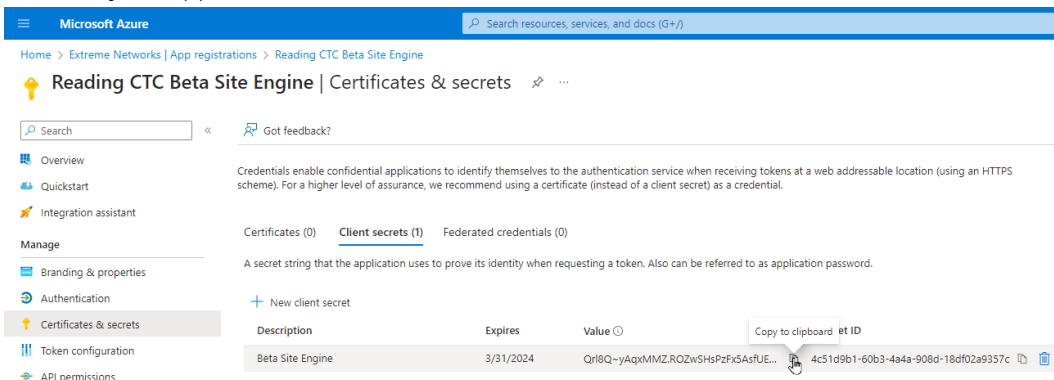 Microsoft Azure
Search resources, services, and docs (G+/)
Home > Extreme Networks | App registrations > Reading CTC Beta Site Engine
Reading CTC Beta Site Engine | Certificates & secrets
Search
Got feedback?
Overview
Quickstart
Integration assistant
Manage
Branding & properties
Authentication
Certificates & secrets
Token configuration
API permissions
Credentials enable confidential applications to identify themselves to the authentication service when receiving tokens at a web addressable location (using an HTTPS
scheme). For a higher level of assurance, we recommend using a certificate (instead of a client secret) as a credential.
Certificates (0) Client secrets (1) Federated credentials (0)
A secret string that the application uses to prove its identity when requesting a token. Also can be referred to as application password.
New client secret
Description Expires Value Copy to clipboard et ID
Beta Site Engine 3/31/2024 Qrl8Q~yAqxMMZ.ROZwSHsPzFx5AsfUE... 4c51d9b1-60b3-4a4a-908d-18df02a9357c